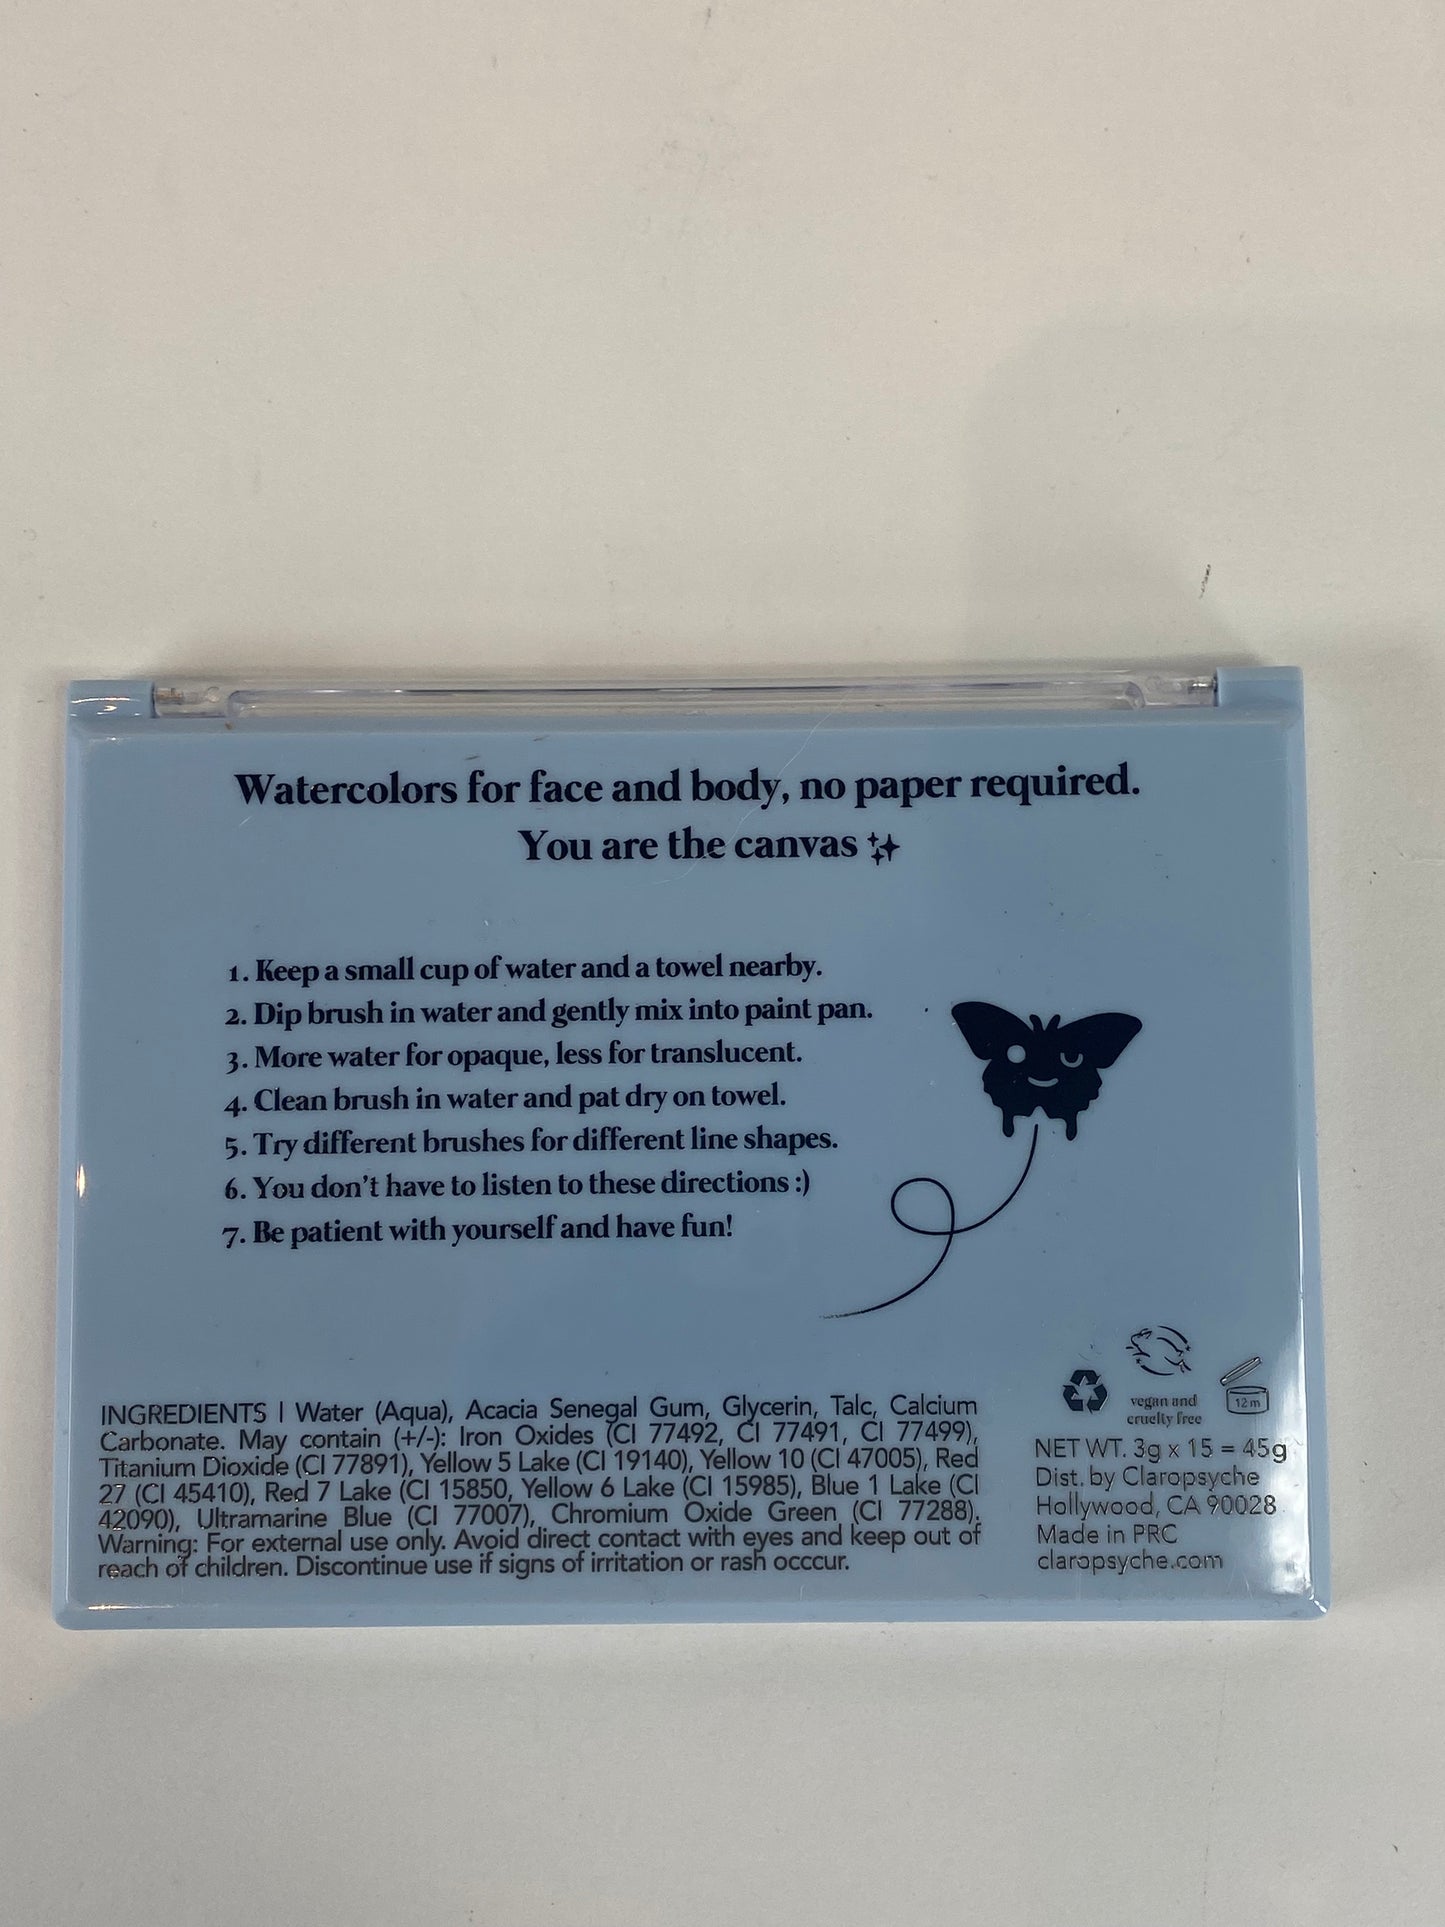 Watercolors for face and body, no paper required.
You are the canvas
1. Keep a small cup of water and a towel nearby.
2. Dip brush in water and gently mix into paint pan.
3. More water for opaque, less for translucent.
4. Clean brush in water and pat dry on towel.
5. Try different brushes for different line shapes.
6. You don't have to listen to these directions :)
7. Be patient with yourself and have fun!
INGREDIENTS | Water (Aqua), Acacia Senegal Gum, Glycerin, Talc, Calcium
Carbonate. May contain (+/-): Iron Oxides (CI 77492, CI 77491, CI 77499),
Titanium Dioxide (CI 77891), Yellow 5 Lake (CI 19140), Yellow 10 (CI 47005), Red
27 (CI 45410), Red 7 Lake (CI 15850, Yellow 6 Lake (CI 15985), Blue 1 Lake (CI
42090), Ultramarine Blue (CI 77007), Chromium Oxide Green (CI 77288).
Warning: For external use only. Avoid direct contact with eyes and keep out of
reach of children. Discontinue use if signs of irritation or rash occcur.
vegan and
cruelty free
12 m
NET WT. 3g x 15 = 45g
Dist. by Claropsyche
Hollywood, CA 90028
Made in PRC
claropsyche.com